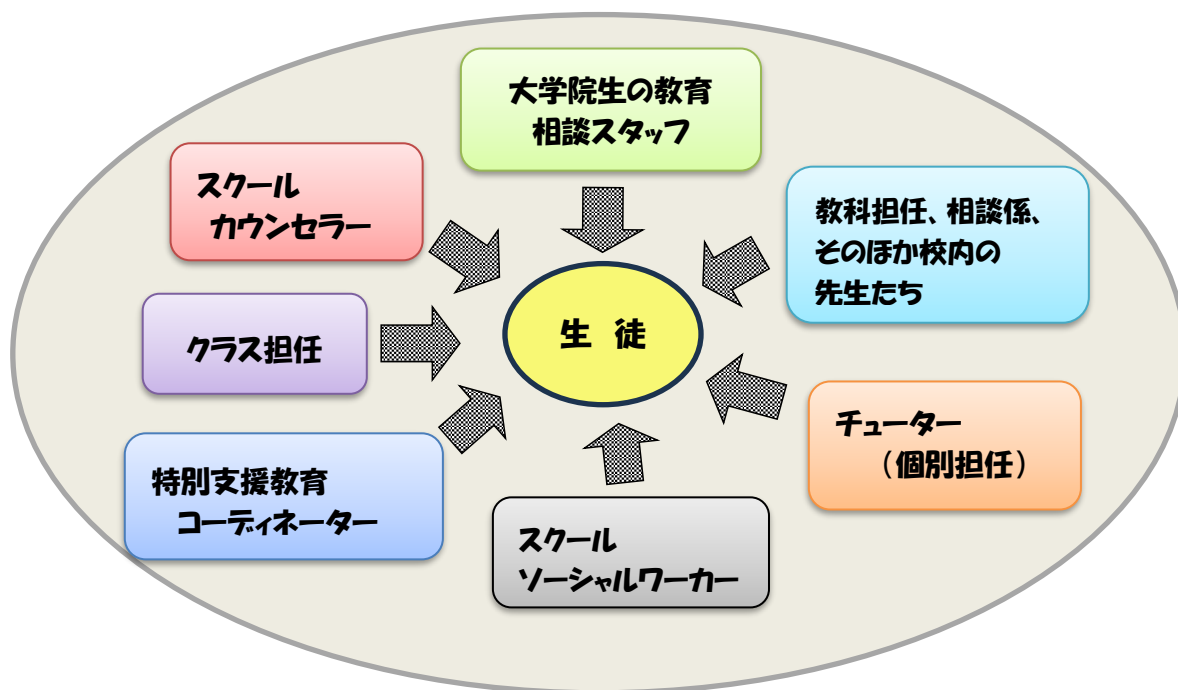 大学院生の教育
相談スタッフ
スクール
カウンセラー
教科担任、相談係、
そのほか校内の
先生たち
生 徒
クラス担任
チューター
（個別担任）
特別支援教育
コーディネーター
スクール
ソーシャルワーカー